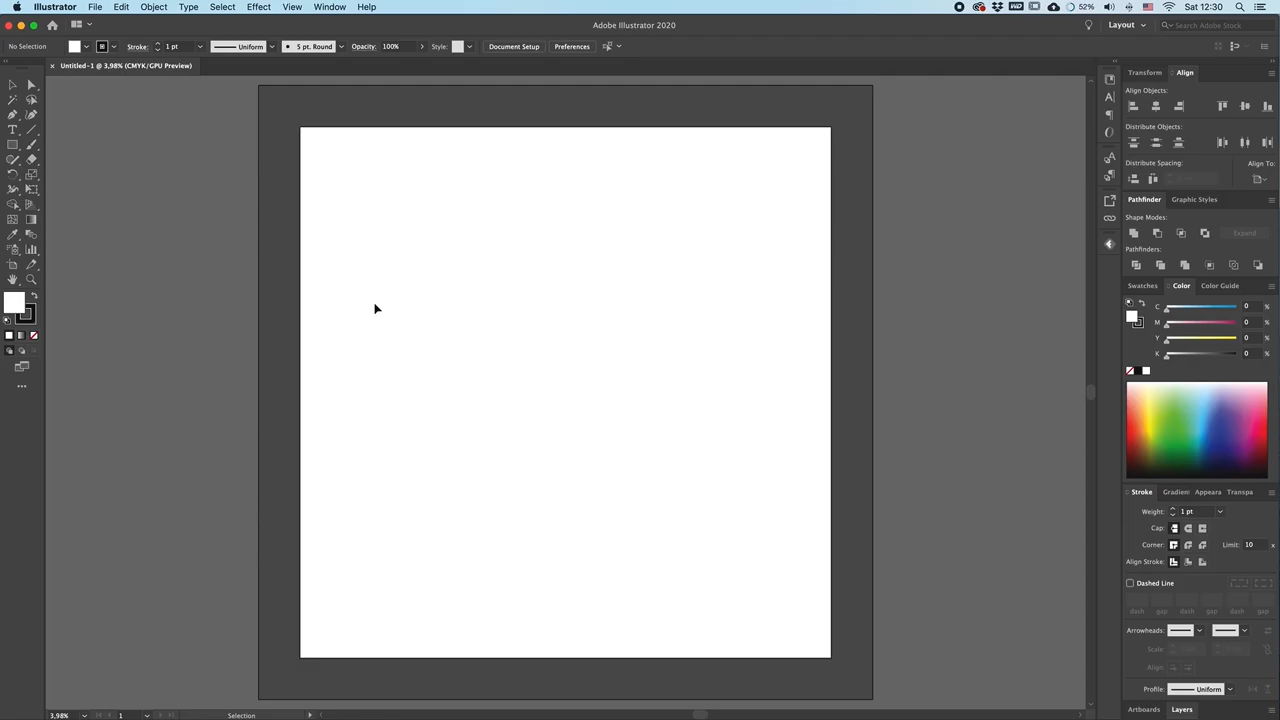 Illustrator File Edit Object Type Select Effect View Window Help 52% Sat 12:30
Adobe Illustrator 2020 Layout Search Adobe Stock
No Selection Stroke: 1 pt Uniform 5 pt. Round Opacity: 100% Style: Document Setup Preferences
Untitled-1 @ 3,98% (CMYK/GPU Preview)
Transform Align
Align Objects:
Distribute Objects:
Distribute Spacing: Align To:
Pathfinder Graphic Styles
Shape Modes:
Expand
Pathfinders:
Swatches Color Color Guide
C 0 %
M 0 %
Y 0 %
K 0 %
Stroke Gradien Appeara Transpa
Weight: 1 pt
Cap:
Corner: Limit: 10 x
Align Stroke:
Dashed Line
dash gap dash gap dash gap
Arrowheads:
Scale:
Align:
Profile: Uniform
3,98% 1 Selection Artboards Layers